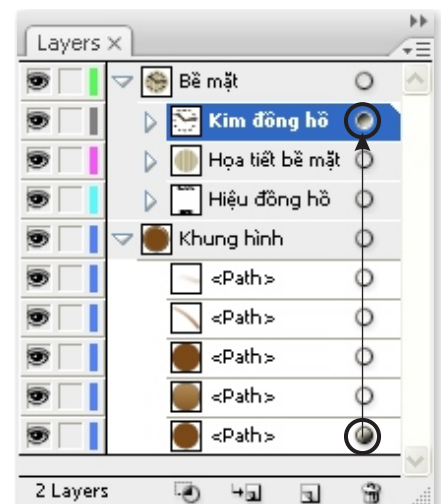 Layers ×
Bề mặt
Kim đồng hồ
Họa tiết bề mặt
Hiệu đồng hồ
Khung hình
<Path>
<Path>
<Path>
<Path>
<Path>
2 Layers